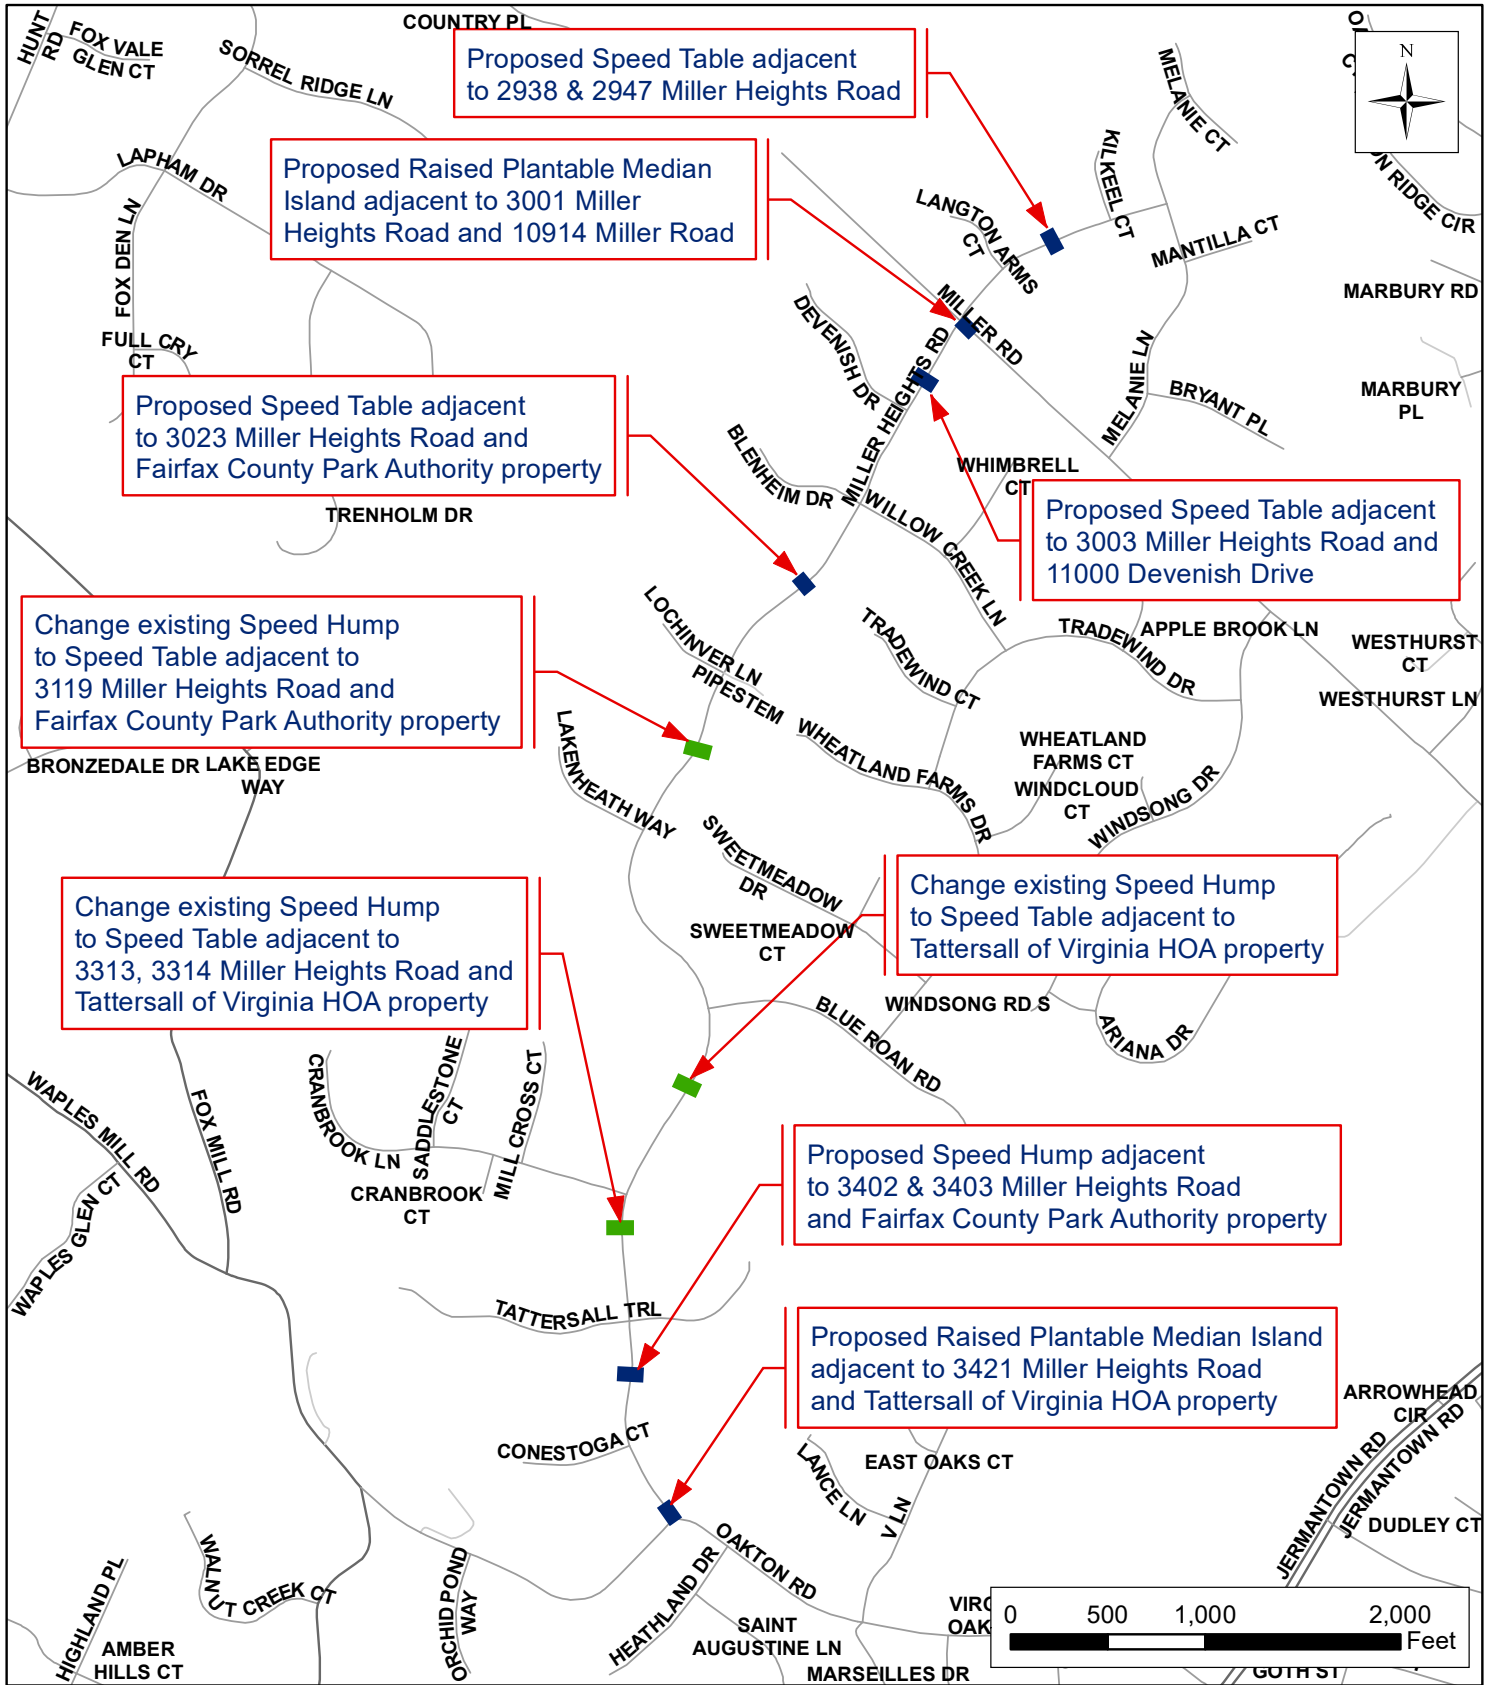 HUNT
RD
FOX VALE
GLEN CT
SORREL RIDGE LN
COUNTRY PL
Proposed Speed Table adjacent
to 2938 & 2947 Miller Heights Road
MELANIE CT
N
ON RIDGE CIR
LAPHAM DR
Proposed Raised Plantable Median
Island adjacent to 3001 Miller
Heights Road and 10914 Miller Road
KILKEEL CT
LANGTON ARMS
CT
MANTILLA CT
FOX DEN LN
MARBURY RD
MILLER RD
DEVENISH DR
FULL CRY
CT
MILLER HEIGHTS RD
MELANIE LN
BRYANT PL
MARBURY
PL
Proposed Speed Table adjacent
to 3023 Miller Heights Road and
Fairfax County Park Authority property
BLENHEIM DR
WHIMBRELL
CT
WILLOW CREEK LN
TRENHOLM DR
Proposed Speed Table adjacent
to 3003 Miller Heights Road and
11000 Devenish Drive
Change existing Speed Hump
to Speed Table adjacent to
3119 Miller Heights Road and
Fairfax County Park Authority property
LOCHINVER LN
PIPESTEM
TRADEWIND CT
TRADEWIND DR
APPLE BROOK LN
WESTHURST
CT
WESTHURST LN
BRONZEDALE DR
LAKE EDGE
WAY
LAKENHEATH WAY
WHEATLAND FARMS DR
WHEATLAND
FARMS CT
WINDCLOUD
CT
WINDSONG DR
SWEETMEADOW
DR
SWEETMEADOW
CT
Change existing Speed Hump
to Speed Table adjacent to
Tattersall of Virginia HOA property
Change existing Speed Hump
to Speed Table adjacent to
3313, 3314 Miller Heights Road and
Tattersall of Virginia HOA property
WINDSONG RD S
BLUE ROAN RD
ARIANA DR
WAPLES MILL RD
FOX MILL RD
CRANBROOK LN
SADDLESTONE
CT
MILL CROSS CT
CRANBROOK
CT
WAPLES GLEN CT
Proposed Speed Hump adjacent
to 3402 & 3403 Miller Heights Road
and Fairfax County Park Authority property
TATTERSALL TRL
Proposed Raised Plantable Median Island
adjacent to 3421 Miller Heights Road
and Tattersall of Virginia HOA property
ARROWHEAD
CIR
JERMANTOWN RD
JERMANTOWN RD
CONESTOGA CT
LANCE LN
EAST OAKS CT
V LN
DUDLEY CT
OAKTON RD
HEATHLAND DR
WALNUT CREEK CT
HIGHLAND PL
AMBER
HILLS CT
ORCHID POND
WAY
SAINT
AUGUSTINE LN
MARSEILLES DR
0 500 1,000 2,000
Feet
GOTH ST